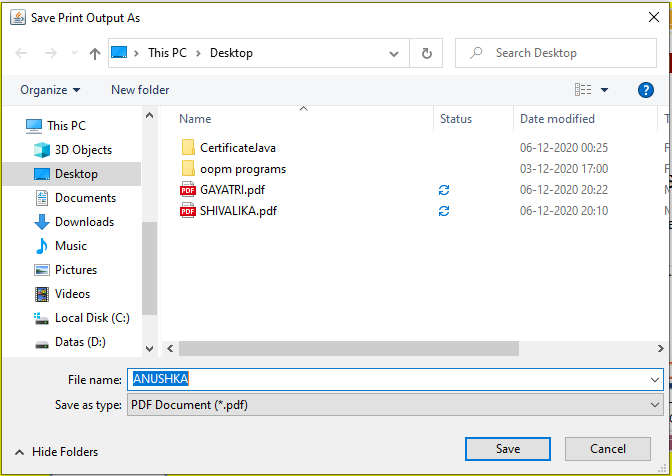 Save Print Output As
This PC > Desktop
Search Desktop
Organize
New folder
?
Name
Status
Date modified
T
This PC
3D Objects
Desktop
Documents
Downloads
Music
Pictures
Videos
Local Disk (C:)
Datas (D:)
CertificateJava 06-12-2020 00:25 F
oopm programs 03-12-2020 17:00 F
PDF GAYATRI.pdf 06-12-2020 20:22
PDF SHIVALIKA.pdf 06-12-2020 20:10
File name: ANUSHKA
Save as type: PDF Document (*.pdf)
Hide Folders
Save
Cancel